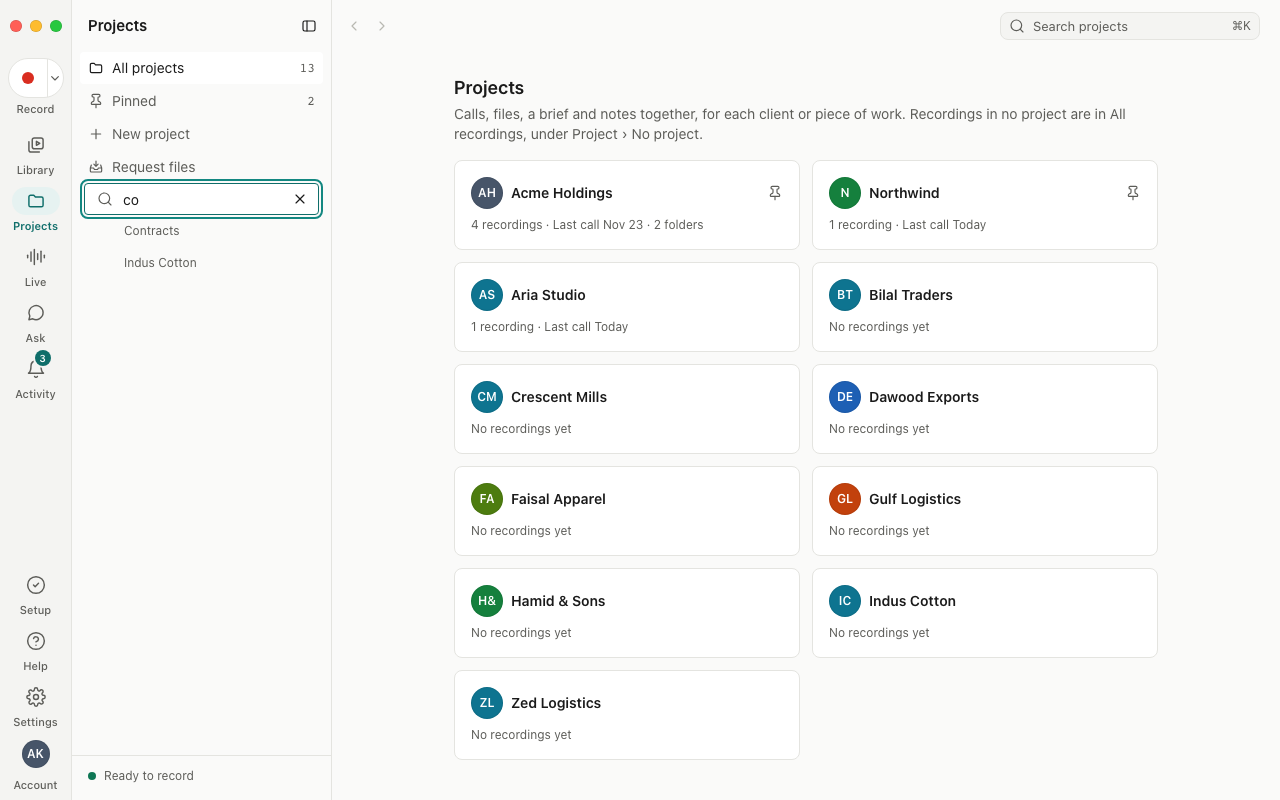 Projects
Search projects
⌘K
All projects
13
Pinned
2
New project
Request files
co
Contracts
Indus Cotton
Record
Library
Projects
Live
Ask
3
Activity
Setup
Help
Settings
AK
Account
Ready to record
Projects
Calls, files, a brief and notes together, for each client or piece of work. Recordings in no project are in All
recordings, under Project › No project.
AH
Acme Holdings
4 recordings · Last call Nov 23 · 2 folders
N
Northwind
1 recording · Last call Today
AS
Aria Studio
1 recording · Last call Today
BT
Bilal Traders
No recordings yet
CM
Crescent Mills
No recordings yet
DE
Dawood Exports
No recordings yet
FA
Faisal Apparel
No recordings yet
GL
Gulf Logistics
No recordings yet
H&
Hamid & Sons
No recordings yet
IC
Indus Cotton
No recordings yet
ZL
Zed Logistics
No recordings yet